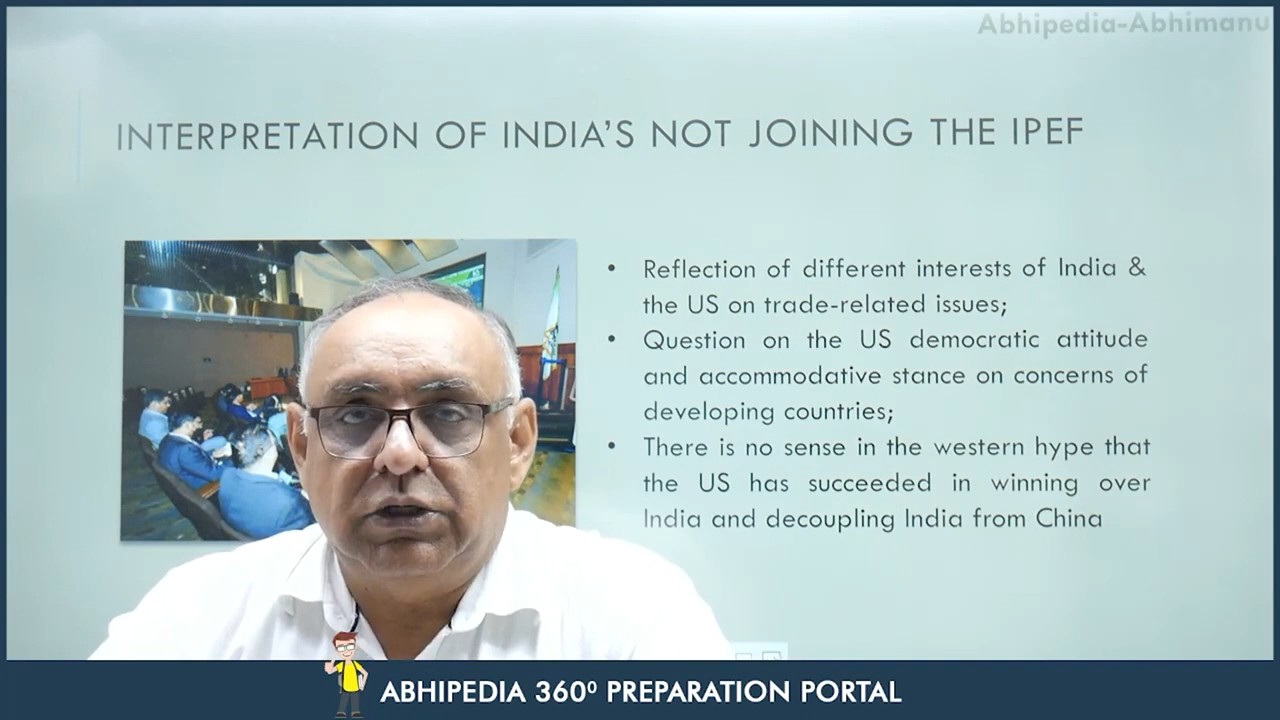 Abhipedia-Abhimanu
INTERPRETATION OF INDIA'S NOT JOINING THE IPEF
• Reflection of different interests of India &
the US on trade-related issues;
• Question on the US democratic attitude
and accommodative stance on concerns of
developing countries;
• There is no sense in the western hype that
the US has succeeded in winning over
India and decoupling India from China
ABHIPEDIA 360⁰ PREPARATION PORTAL